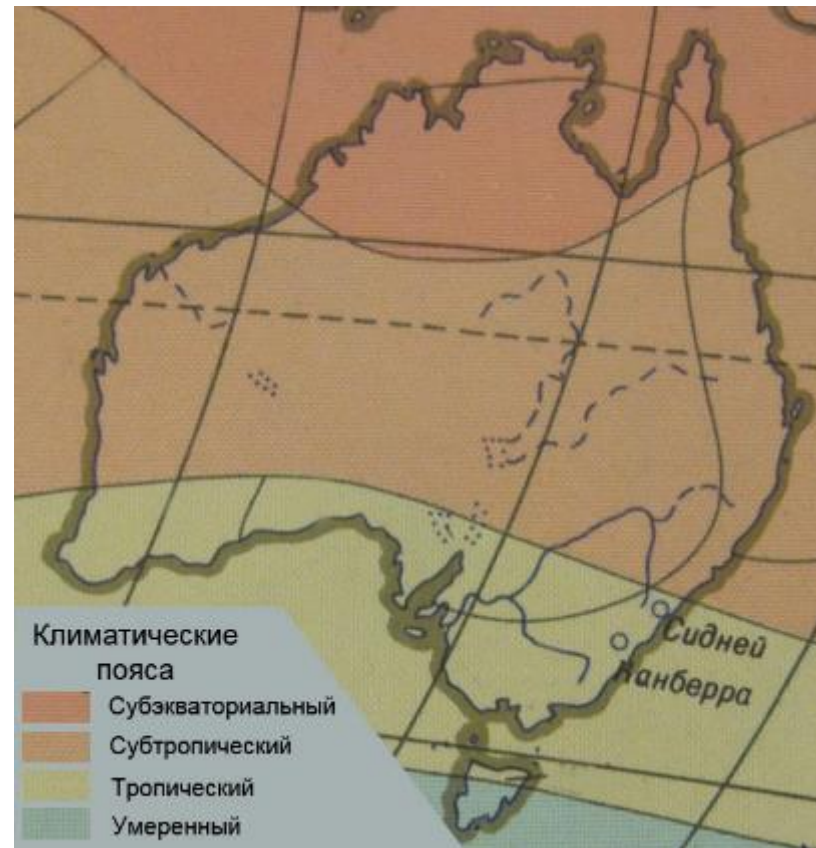 Сидней
Канберра
Климатические
пояса
Субэкваториальный
Субтропический
Тропический
Умеренный